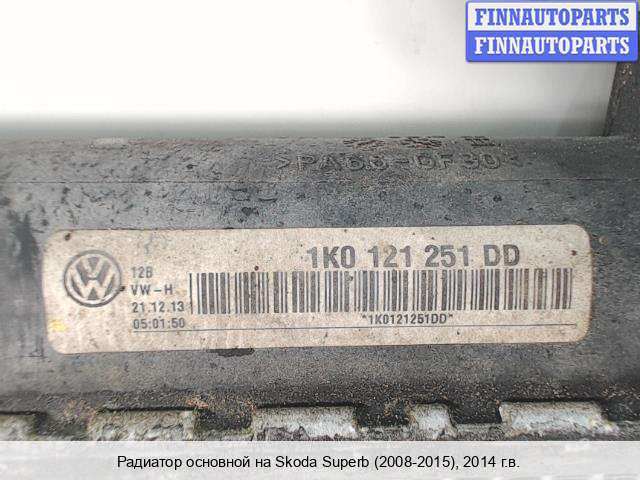 FINNAUTOPARTS
FINNAUTOPARTS
>PA66-GF30<
1K0 121 251 DD
12B
VW-H
21.12.13
05:01:50
*1K0121251DD*
Радиатор основной на Skoda Superb (2008-2015), 2014 г.в.